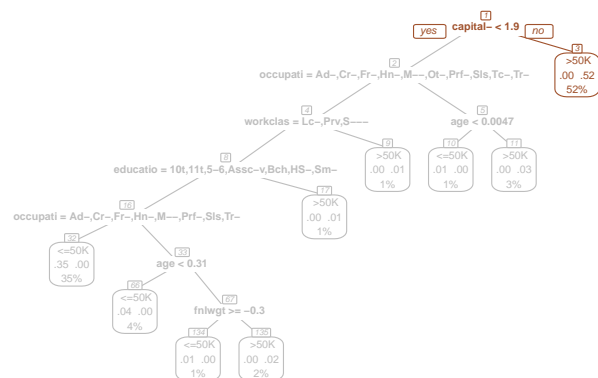 1
yes capital− < 1.9 no
2
3
occupati = Ad−,Cr−,Fr−,Hn−,M−−,Ot−,Prf−,Sls,Tc−,Tr−
>50K
.00 .52
52%
4
5
workclas = Lc−,Prv,S−−−
age < 0.0047
8
9
10
11
educatio = 10t,11t,5−6,Assc−v,Bch,HS−,Sm−
>50K
.00 .01
1%
<=50K
.01 .00
1%
>50K
.00 .03
3%
16
17
occupati = Ad−,Cr−,Fr−,Hn−,M−−,Prf−,Sls,Tr−
>50K
.00 .01
1%
32
33
<=50K
.35 .00
35%
age < 0.31
66
67
<=50K
.04 .00
4%
fnlwgt >= −0.3
134
135
<=50K
.01 .00
1%
>50K
.00 .02
2%